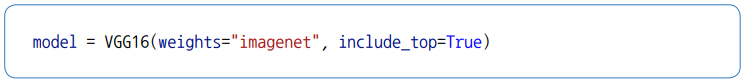 model = VGG16(weights="imagenet", include_top=True)